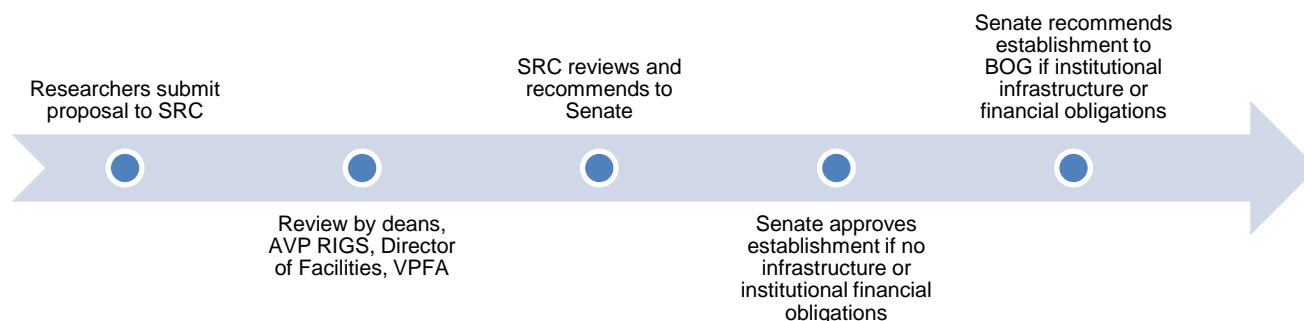 Researchers submit
proposal to SRC
Review by deans,
AVP RIGS, Director
of Facilities, VPFA
SRC reviews and
recommends to
Senate
Senate approves
establishment if no
infrastructure or
institutional financial
obligations
Senate recommends
establishment to
BOG if institutional
infrastructure or
financial obligations